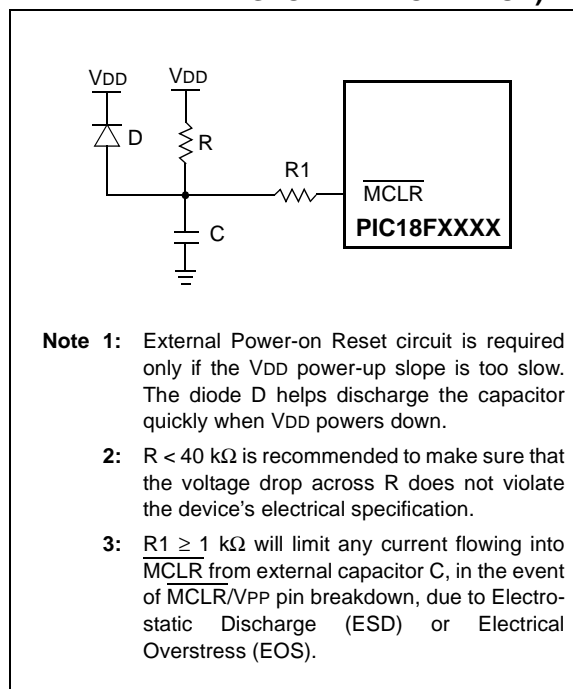 VDD VDD
D
R
R1
C
MCLR
PIC18FXXXX
Note 1: External Power-on Reset circuit is required
only if the VDD power-up slope is too slow.
The diode D helps discharge the capacitor
quickly when VDD powers down.
2: R < 40 kΩ is recommended to make sure that
the voltage drop across R does not violate
the device's electrical specification.
3: R1 ≥ 1 kΩ will limit any current flowing into
MCLR from external capacitor C, in the event
of MCLR/VPP pin breakdown, due to Electro-
static Discharge (ESD) or Electrical
Overstress (EOS).